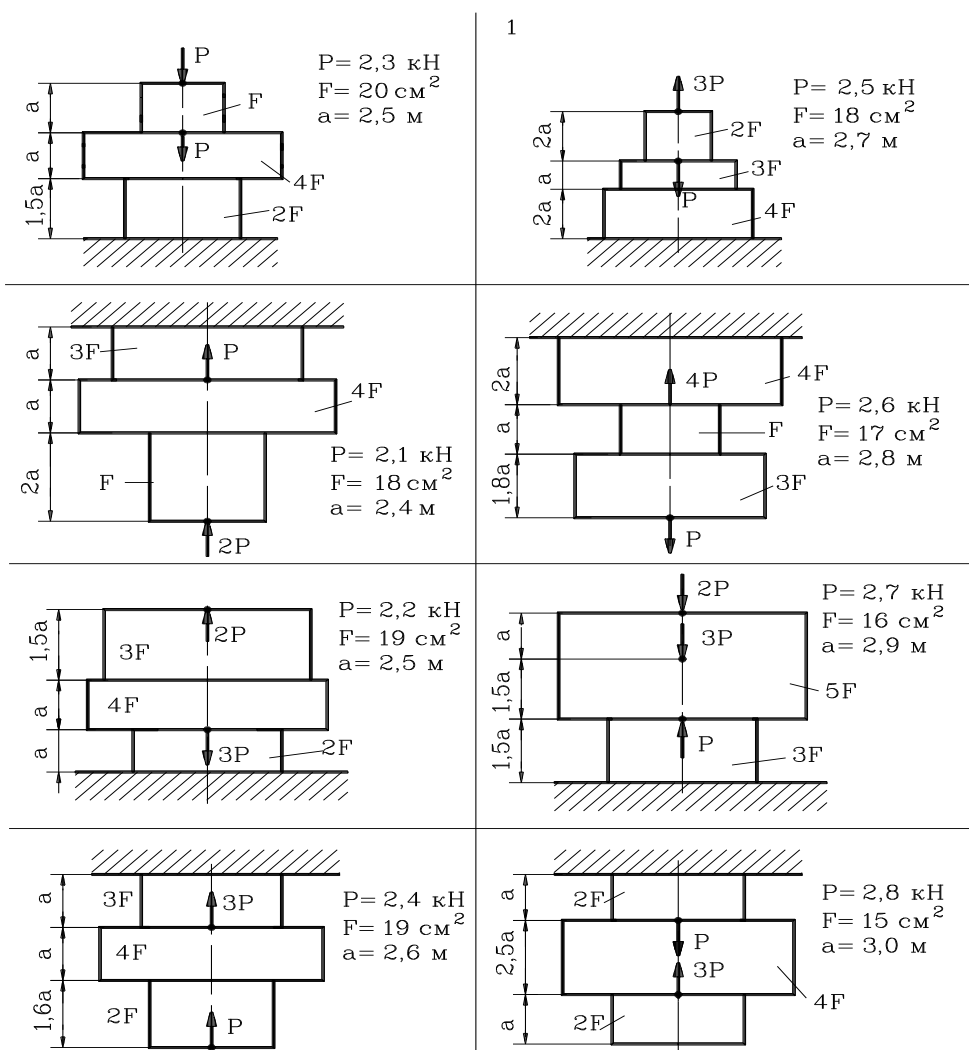 1
P
P= 2,3 кН
F= 20 см²
a= 2,5 м
a
F
a
P
4F
1,5a
2F
3P
P= 2,5 кН
F= 18 см²
a= 2,7 м
2a
2F
a
3F
P
2a
4F
a
3F
P
a
4F
2a
F
P= 2,1 кН
F= 18 см²
a= 2,4 м
2P
2a
4P
4F
a
F
P= 2,6 кН
F= 17 см²
a= 2,8 м
1,8a
3F
P
1,5a
2P
3F
P= 2,2 кН
F= 19 см²
a= 2,5 м
a
4F
a
3P
2F
2P
P= 2,7 кН
F= 16 см²
a= 2,9 м
a
3P
1,5a
5F
1,5a
P
3F
a
3F
3P
P= 2,4 кН
F= 19 см²
a= 2,6 м
a
4F
1,6a
2F
P
a
2F
P= 2,8 кН
F= 15 см²
a= 3,0 м
2,5a
P
3P
4F
a
2F